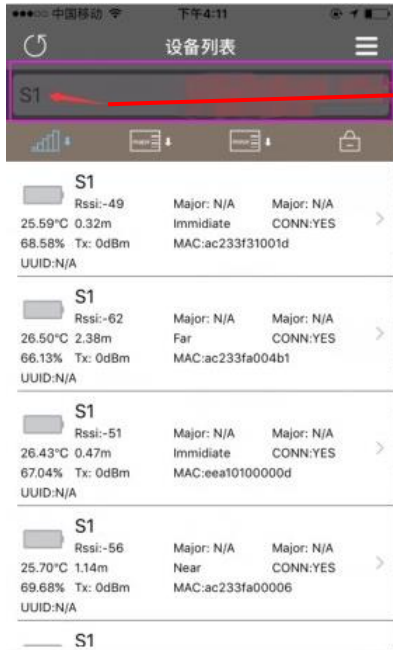 中国移动 下午4:11
设备列表
S1
major minor
S1
Rssi:-49 Major: N/A Major: N/A
25.59°C 0.32m Immidiate CONN:YES
68.58% Tx: 0dBm MAC:ac233f31001d
UUID:N/A
S1
Rssi:-62 Major: N/A Major: N/A
26.50°C 2.38m Far CONN:YES
66.13% Tx: 0dBm MAC:ac233fa004b1
UUID:N/A
S1
Rssi:-51 Major: N/A Major: N/A
26.43°C 0.47m Immidiate CONN:YES
67.04% Tx: 0dBm MAC:eea10100000d
UUID:N/A
S1
Rssi:-56 Major: N/A Major: N/A
25.70°C 1.14m Near CONN:YES
69.68% Tx: 0dBm MAC:ac233fa00006
UUID:N/A
S1